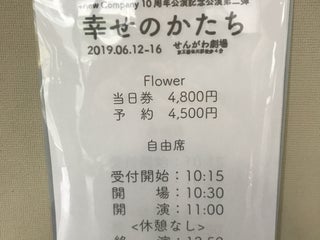 Company 10周年公演記念公演第二弾
幸せのかたち
2019.06.12-16 せんがわ劇場
Flower
当日券 4,800円
予約 4,500円
自由席
受付開始：10:15
開場：10:30
開演：11:00
<休憩なし>